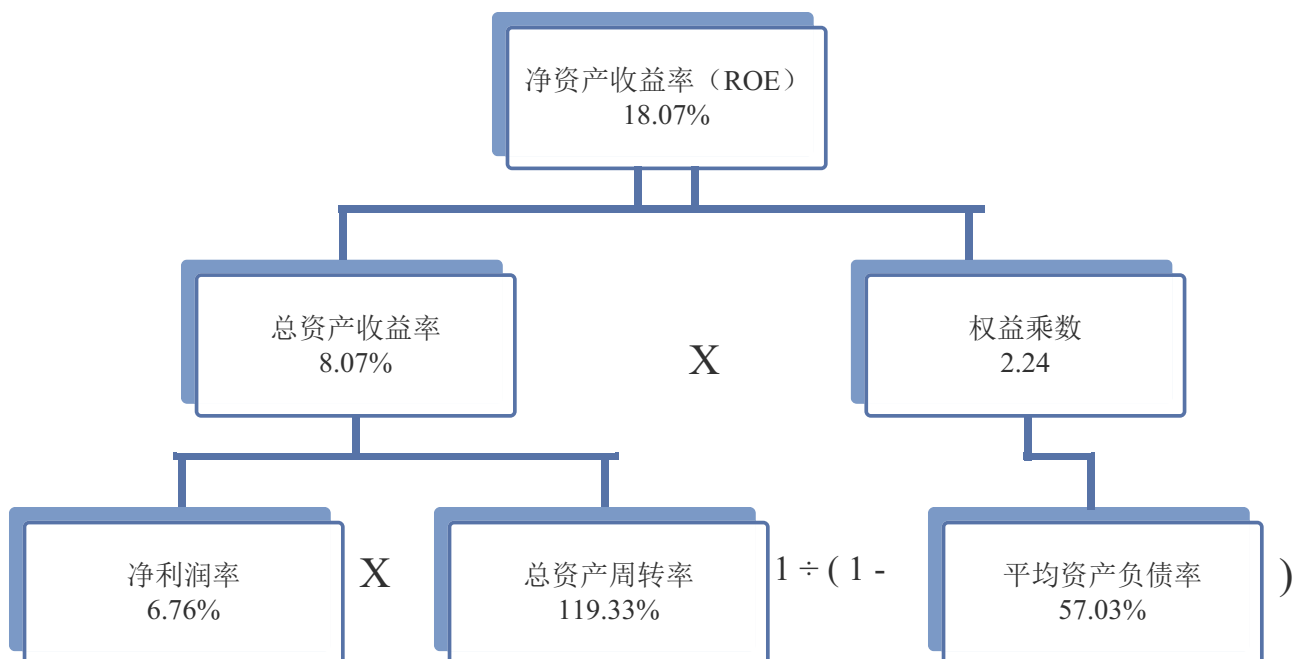 净资产收益率（ROE）
18.07%
总资产收益率
8.07%
X
权益乘数
2.24
净利润率
6.76%
X
总资产周转率
119.33%
1 ÷ ( 1 -
平均资产负债率
57.03%
)